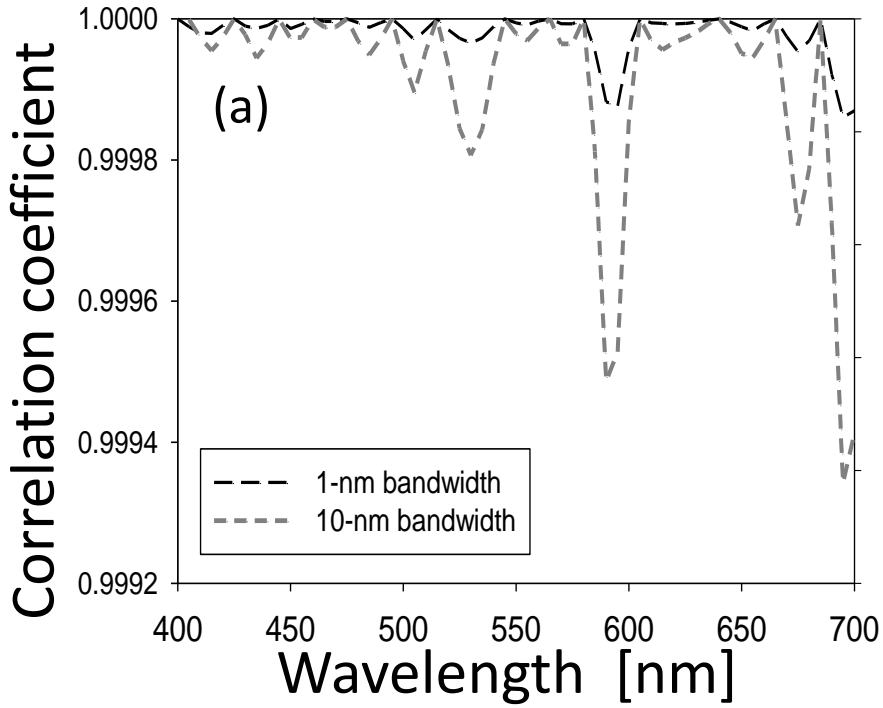 1.0000
0.9998
0.9996
0.9994
0.9992
Correlation coefficient
(a)
1-nm bandwidth
10-nm bandwidth
400 450 500 550 600 650 700
Wavelength [nm]